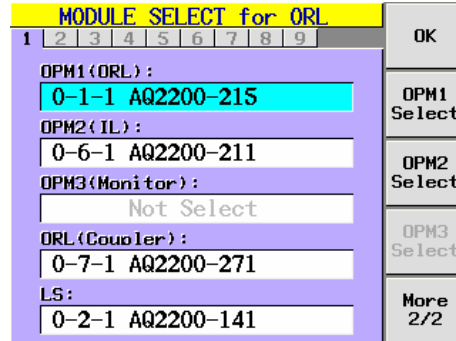 MODULE SELECT for ORL
1 2 3 4 5 6 7 8 9
OPM1(ORL):
0-1-1 AQ2200-215
OPM2(IL):
0-6-1 AQ2200-211
OPM3(Monitor):
Not Select
ORL(Coupler):
0-7-1 AQ2200-271
LS:
0-2-1 AQ2200-141
OK
OPM1
Select
OPM2
Select
OPM3
Select
More
2/2